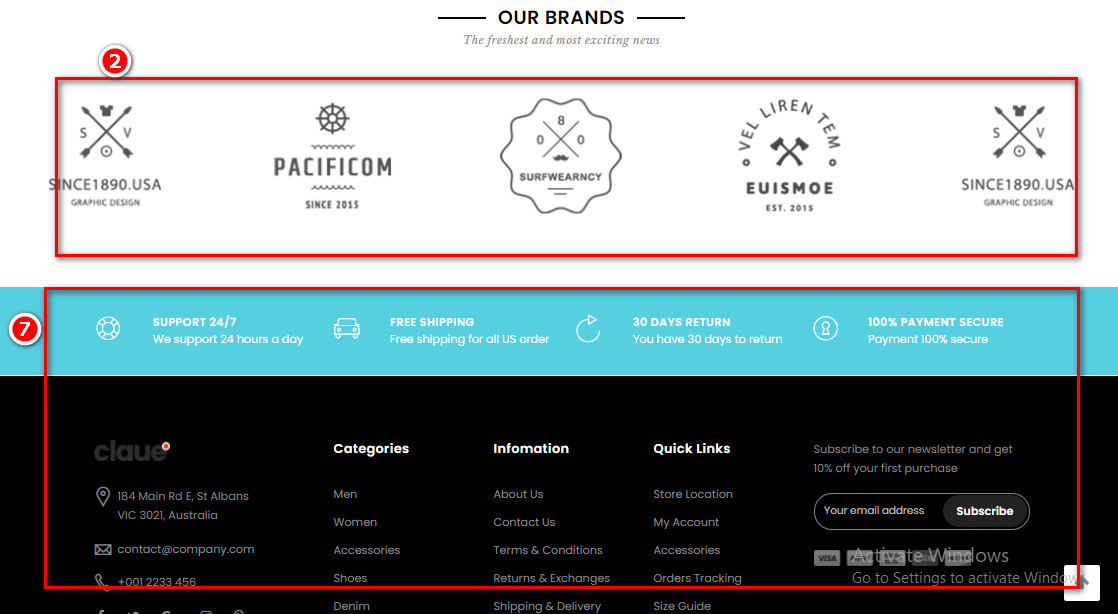 OUR BRANDS
The freshest and most exciting news
2
S V
SINCE1890.USA
GRAPHIC DESIGN
PACIFICOM
SINCE 2015
8
0 0
SURFWEARNCY
VEL LIREN TEM
EUISMOE
EST. 2015
S V
SINCE1890.USA
GRAPHIC DESIGN
7
SUPPORT 24/7
We support 24 hours a day
FREE SHIPPING
Free shipping for all US order
30 DAYS RETURN
You have 30 days to return
100% PAYMENT SECURE
Payment 100% secure
claue
184 Main Rd E, St Albans
VIC 3021, Australia
contact@company.com
+001 2233 456
Categories
Men
Women
Accessories
Shoes
Denim
Infomation
About Us
Contact Us
Terms & Conditions
Returns & Exchanges
Shipping & Delivery
Quick Links
Store Location
My Account
Accessories
Orders Tracking
Size Guide
Subscribe to our newsletter and get
10% off your first purchase
Your email address
Subscribe
VISA
Activate Windows
Go to Settings to activate Windows